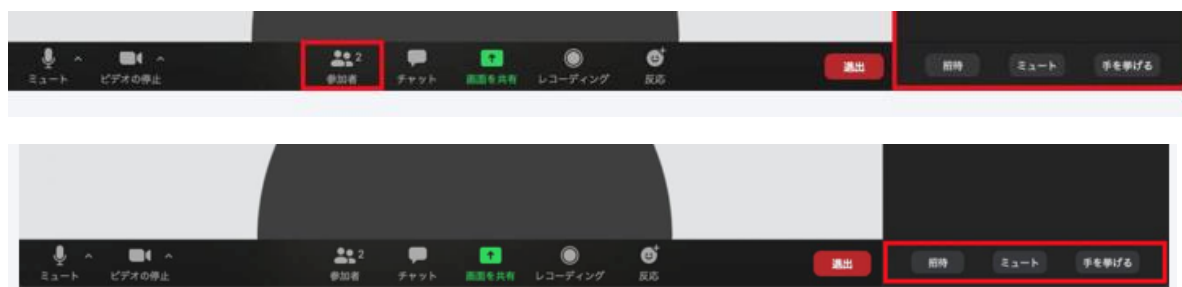 2
ミュート ビデオの停止 参加者 チャット 画面を共有 レコーディング 反応 退出 招待 ミュート 手を挙げる
2
ミュート ビデオの停止 参加者 チャット 画面を共有 レコーディング 反応 退出 招待 ミュート 手を挙げる